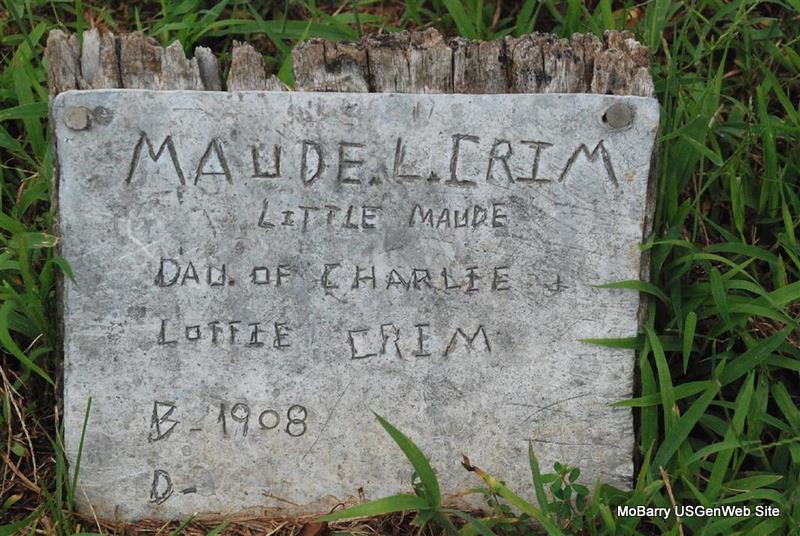 MAUDE. L. CRIM
LITTLE MAUDE
DAU. OF CHARLIE +
LOTTIE CRIM
B-1908
D-
MoBarry USGenWeb Site